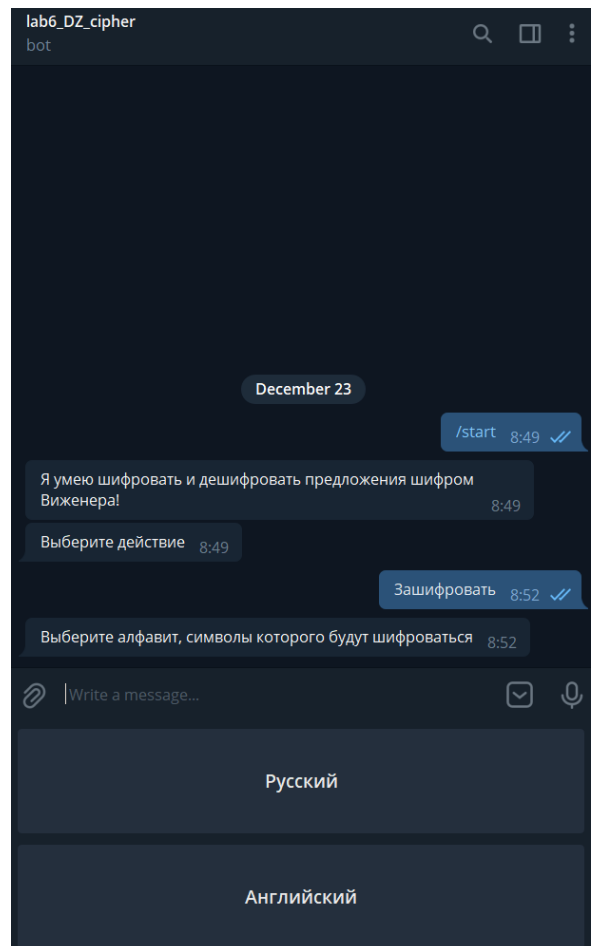 lab6_DZ_cipher
bot
December 23
/start 8:49
Я умею шифровать и дешифровать предложения шифром
Виженера! 8:49
Выберите действие 8:49
Зашифровать 8:52
Выберите алфавит, символы которого будут шифроваться 8:52
Write a message...
Русский
Английский